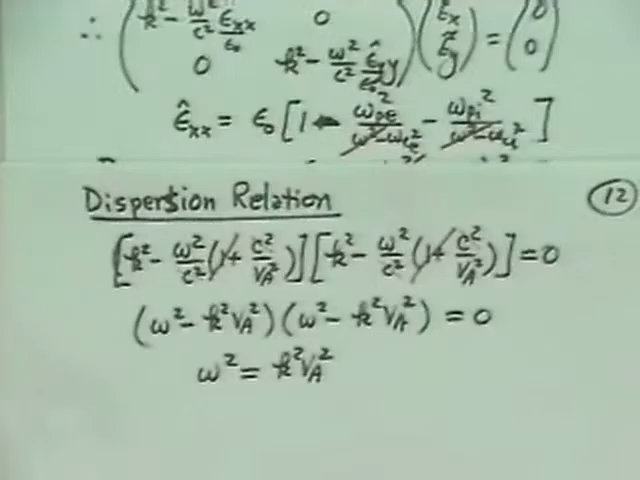 ∴ ( k² - ω²/c² ε̂xx/ε₀ 0 ) ( Ẽx ) = ( 0 )
( 0 k² - ω²/c² ε̂yy/ε₀ ) ( Ẽy ) ( 0 )
ε̂xx = ε₀ [ 1 - ωpe²/(ω² - ωce²) - ωpi²/(ω² - ωci²) ]
Dispersion Relation
12
[k² - ω²/c² (1 + c²/VA²)] [k² - ω²/c² (1 + c²/VA²)] = 0
(ω² - k²VA²) (ω² - k²VA²) = 0
ω² = k²VA²